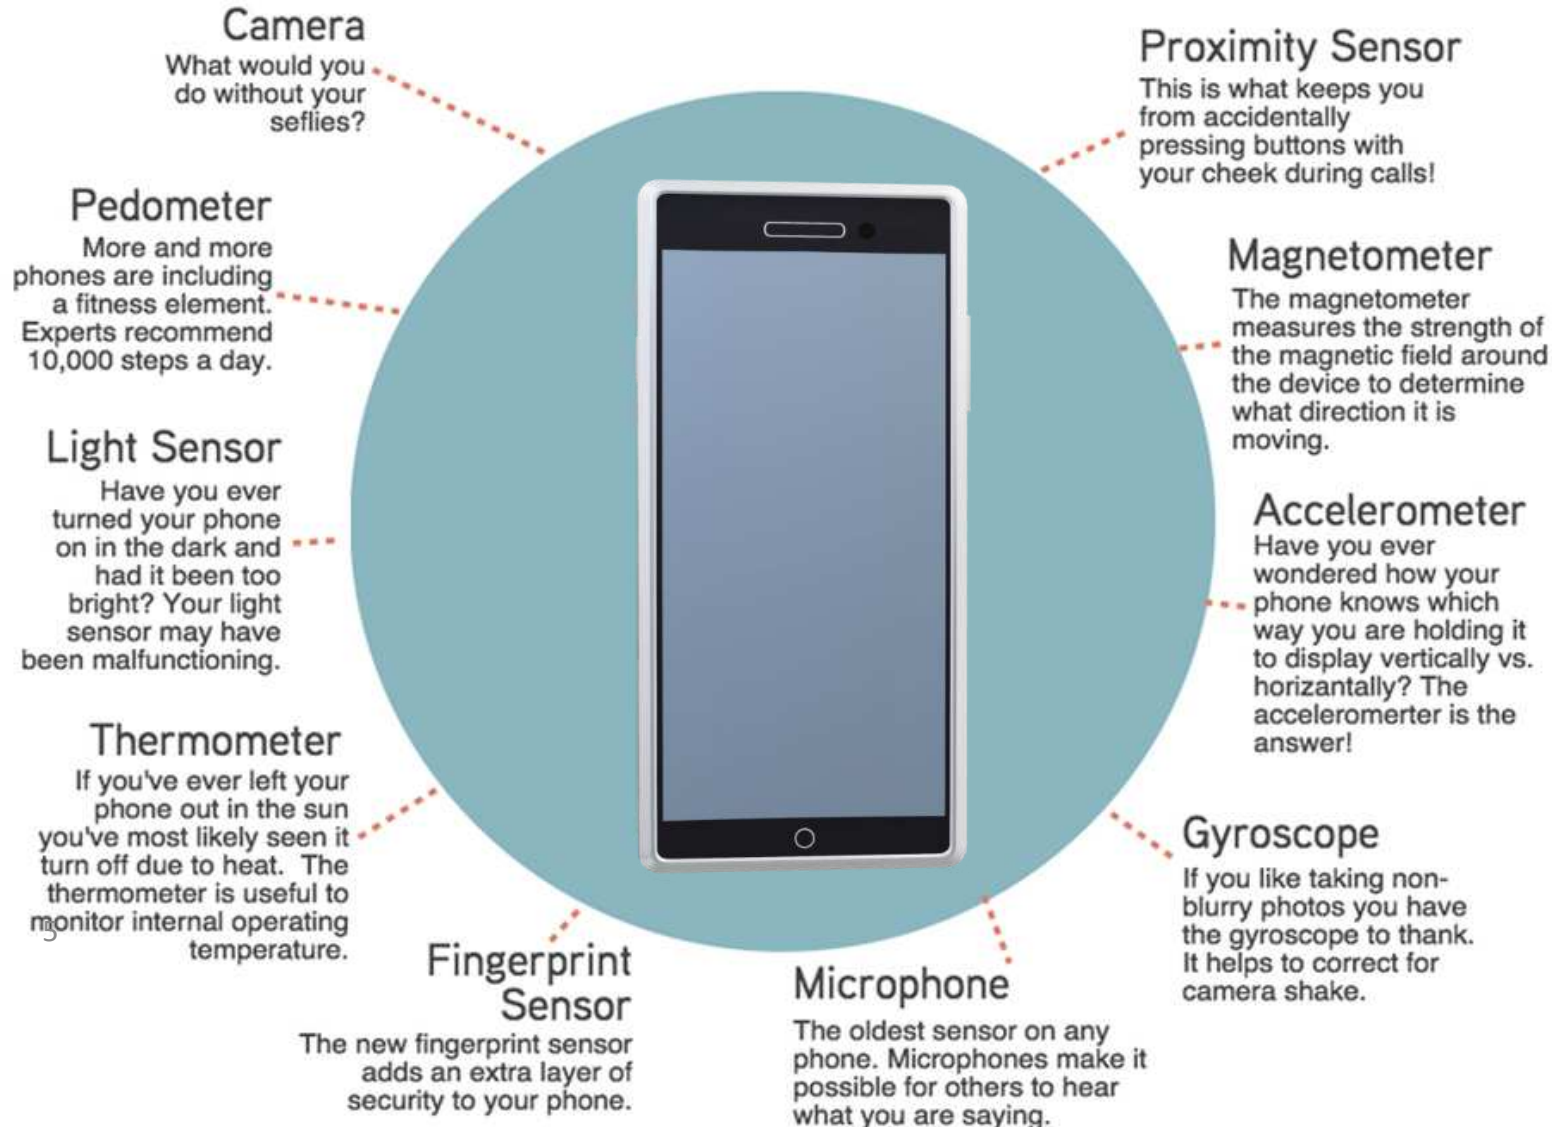 Camera
What would you
do without your
seflies?
Pedometer
More and more
phones are including
a fitness element.
Experts recommend
10,000 steps a day.
Light Sensor
Have you ever
turned your phone
on in the dark and
had it been too
bright? Your light
sensor may have
been malfunctioning.
Thermometer
If you've ever left your
phone out in the sun
you've most likely seen it
turn off due to heat. The
thermometer is useful to
monitor internal operating
temperature.
5
Fingerprint
Sensor
The new fingerprint sensor
adds an extra layer of
security to your phone.
Microphone
The oldest sensor on any
phone. Microphones make it
possible for others to hear
what you are saying.
Gyroscope
If you like taking non-
blurry photos you have
the gyroscope to thank.
It helps to correct for
camera shake.
Accelerometer
Have you ever
wondered how your
phone knows which
way you are holding it
to display vertically vs.
horizantally? The
acceleromerter is the
answer!
Magnetometer
The magnetometer
measures the strength of
the magnetic field around
the device to determine
what direction it is
moving.
Proximity Sensor
This is what keeps you
from accidentally
pressing buttons with
your cheek during calls!